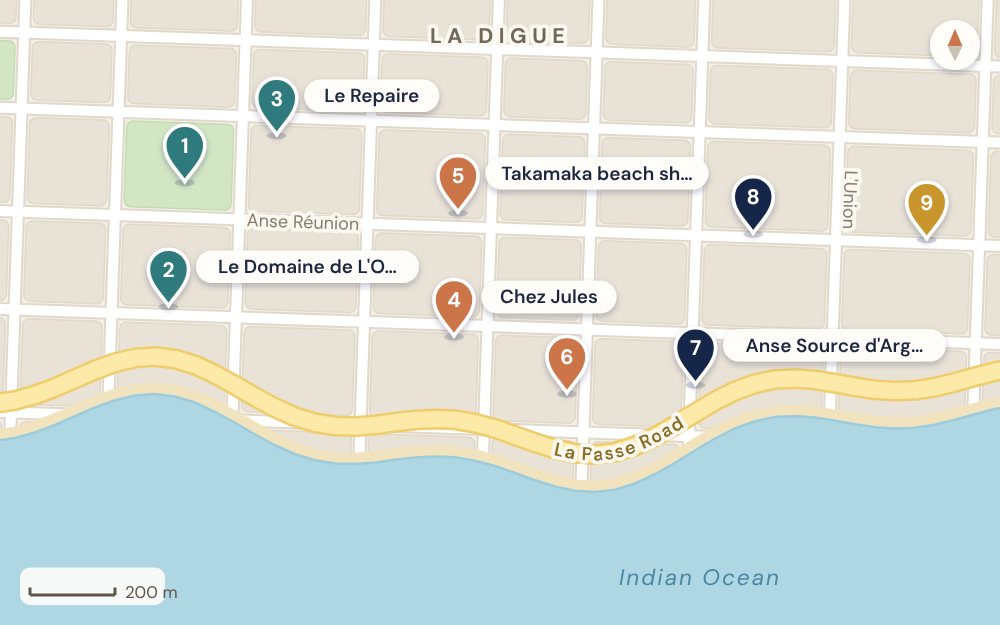 LA DIGUE
3 Le Repaire
1
5 Takamaka beach sh...
8
L'Union
9
Anse Réunion
2 Le Domaine de L'O...
4 Chez Jules
6
7 Anse Source d'Arg...
La Passe Road
Indian Ocean
200 m